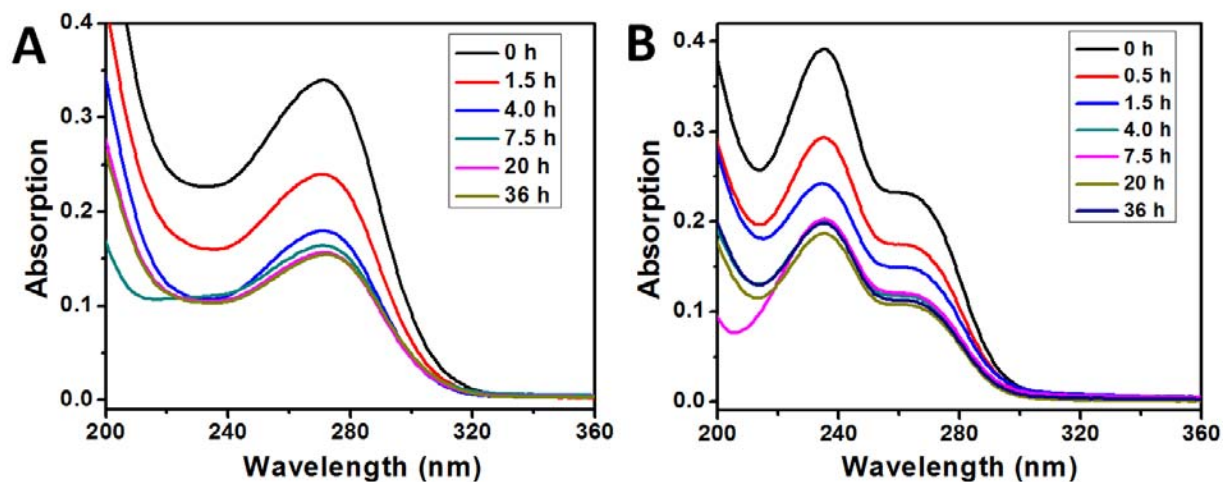 A
0 h
1.5 h
4.0 h
7.5 h
20 h
36 h
0.4
0.3
0.2
0.1
0.0
Absorption
200 240 280 320 360
Wavelength (nm)
B
0 h
0.5 h
1.5 h
4.0 h
7.5 h
20 h
36 h
0.4
0.3
0.2
0.1
0.0
Absorption
200 240 280 320 360
Wavelength (nm)